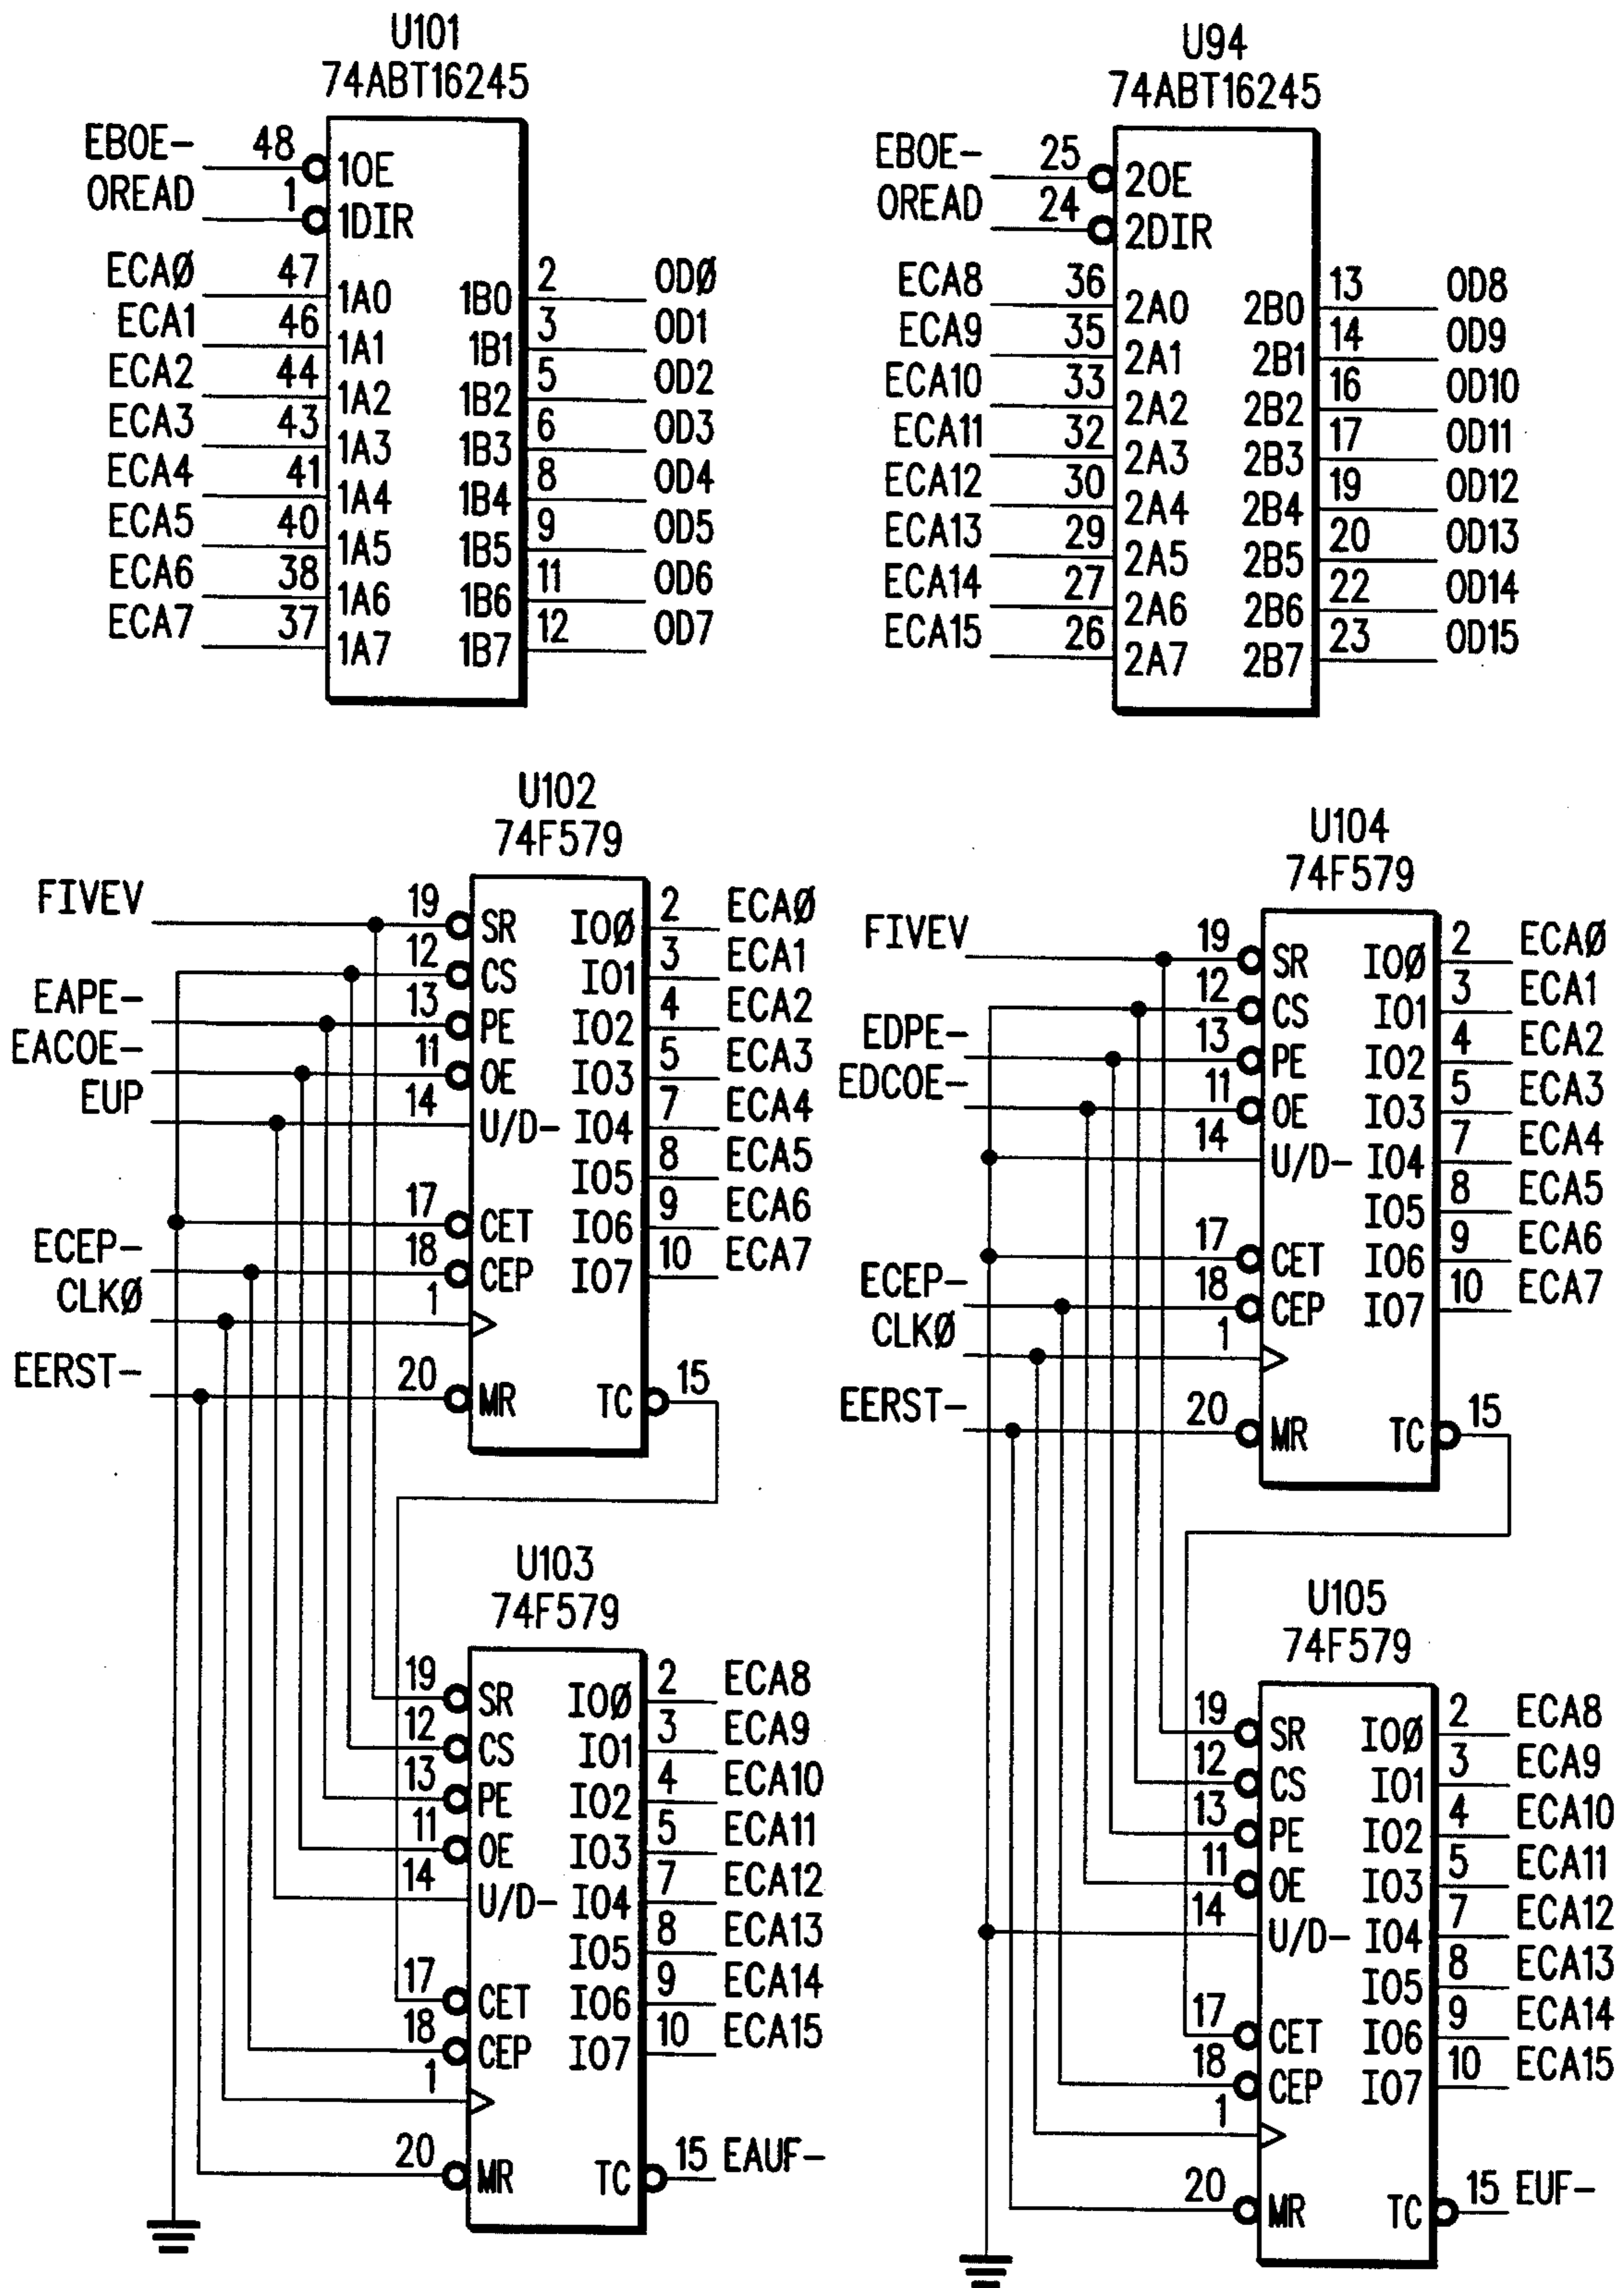 U101
74ABT16245
EBOE- 48 1OE
OREAD 1 1DIR
ECAØ 47 1A0 1B0 2 ODØ
ECA1 46 1A1 1B1 3 OD1
ECA2 44 1A2 1B2 5 OD2
ECA3 43 1A3 1B3 6 OD3
ECA4 41 1A4 1B4 8 OD4
ECA5 40 1A5 1B5 9 OD5
ECA6 38 1A6 1B6 11 OD6
ECA7 37 1A7 1B7 12 OD7
U94
74ABT16245
EBOE- 25 2OE
OREAD 24 2DIR
ECA8 36 2A0 2B0 13 OD8
ECA9 35 2A1 2B1 14 OD9
ECA10 33 2A2 2B2 16 OD10
ECA11 32 2A3 2B3 17 OD11
ECA12 30 2A4 2B4 19 OD12
ECA13 29 2A5 2B5 20 OD13
ECA14 27 2A6 2B6 22 OD14
ECA15 26 2A7 2B7 23 OD15
U102
74F579
FIVEV 19 SR IOØ 2 ECAØ
12 CS IO1 3 ECA1
EAPE- 13 PE IO2 4 ECA2
EACOE- 11 OE IO3 5 ECA3
EUP 14 U/D- IO4 7 ECA4
IO5 8 ECA5
17 CET IO6 9 ECA6
ECEP- 18 CEP IO7 10 ECA7
CLKØ 1
EERST- 20 MR TC 15
U104
74F579
FIVEV 19 SR IOØ 2 ECAØ
12 CS IO1 3 ECA1
EDPE- 13 PE IO2 4 ECA2
EDCOE- 11 OE IO3 5 ECA3
14 U/D- IO4 7 ECA4
IO5 8 ECA5
17 CET IO6 9 ECA6
ECEP- 18 CEP IO7 10 ECA7
CLKØ 1
EERST- 20 MR TC 15
U103
74F579
19 SR IOØ 2 ECA8
12 CS IO1 3 ECA9
13 PE IO2 4 ECA10
11 OE IO3 5 ECA11
14 U/D- IO4 7 ECA12
IO5 8 ECA13
17 CET IO6 9 ECA14
18 CEP IO7 10 ECA15
1
20 MR TC 15 EAUF-
U105
74F579
19 SR IOØ 2 ECA8
12 CS IO1 3 ECA9
13 PE IO2 4 ECA10
11 OE IO3 5 ECA11
14 U/D- IO4 7 ECA12
IO5 8 ECA13
17 CET IO6 9 ECA14
18 CEP IO7 10 ECA15
1
20 MR TC 15 EUF-